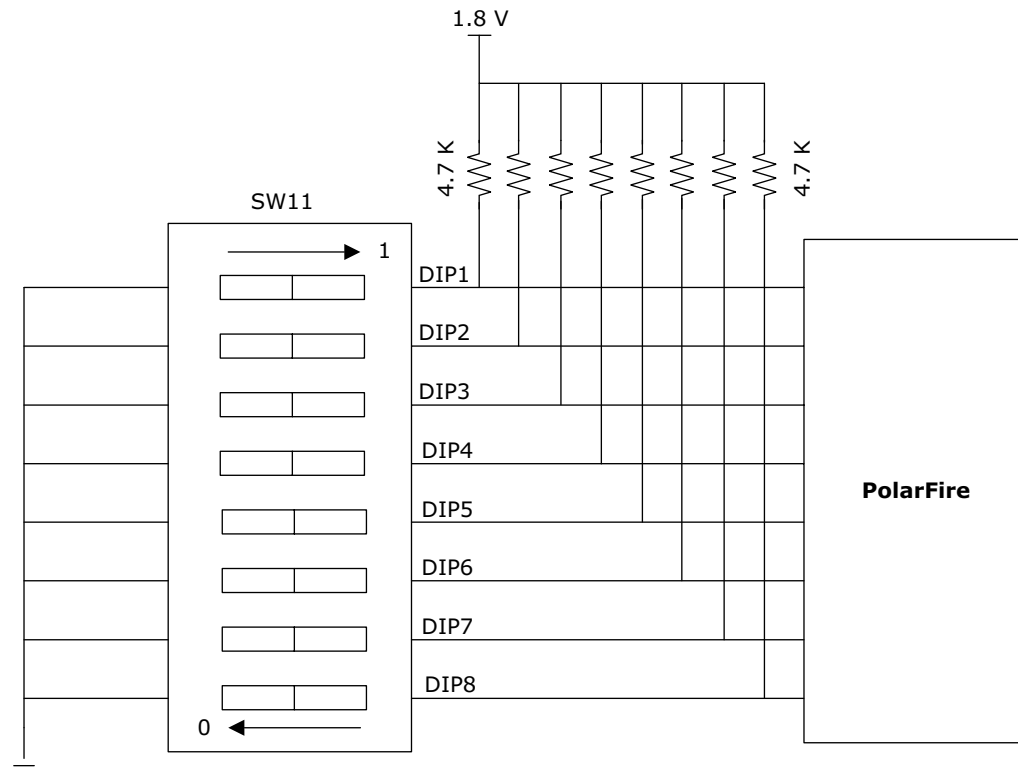 1.8 V
4.7 K
4.7 K
SW11
1
DIP1
DIP2
DIP3
DIP4
DIP5
PolarFire
DIP6
DIP7
DIP8
0